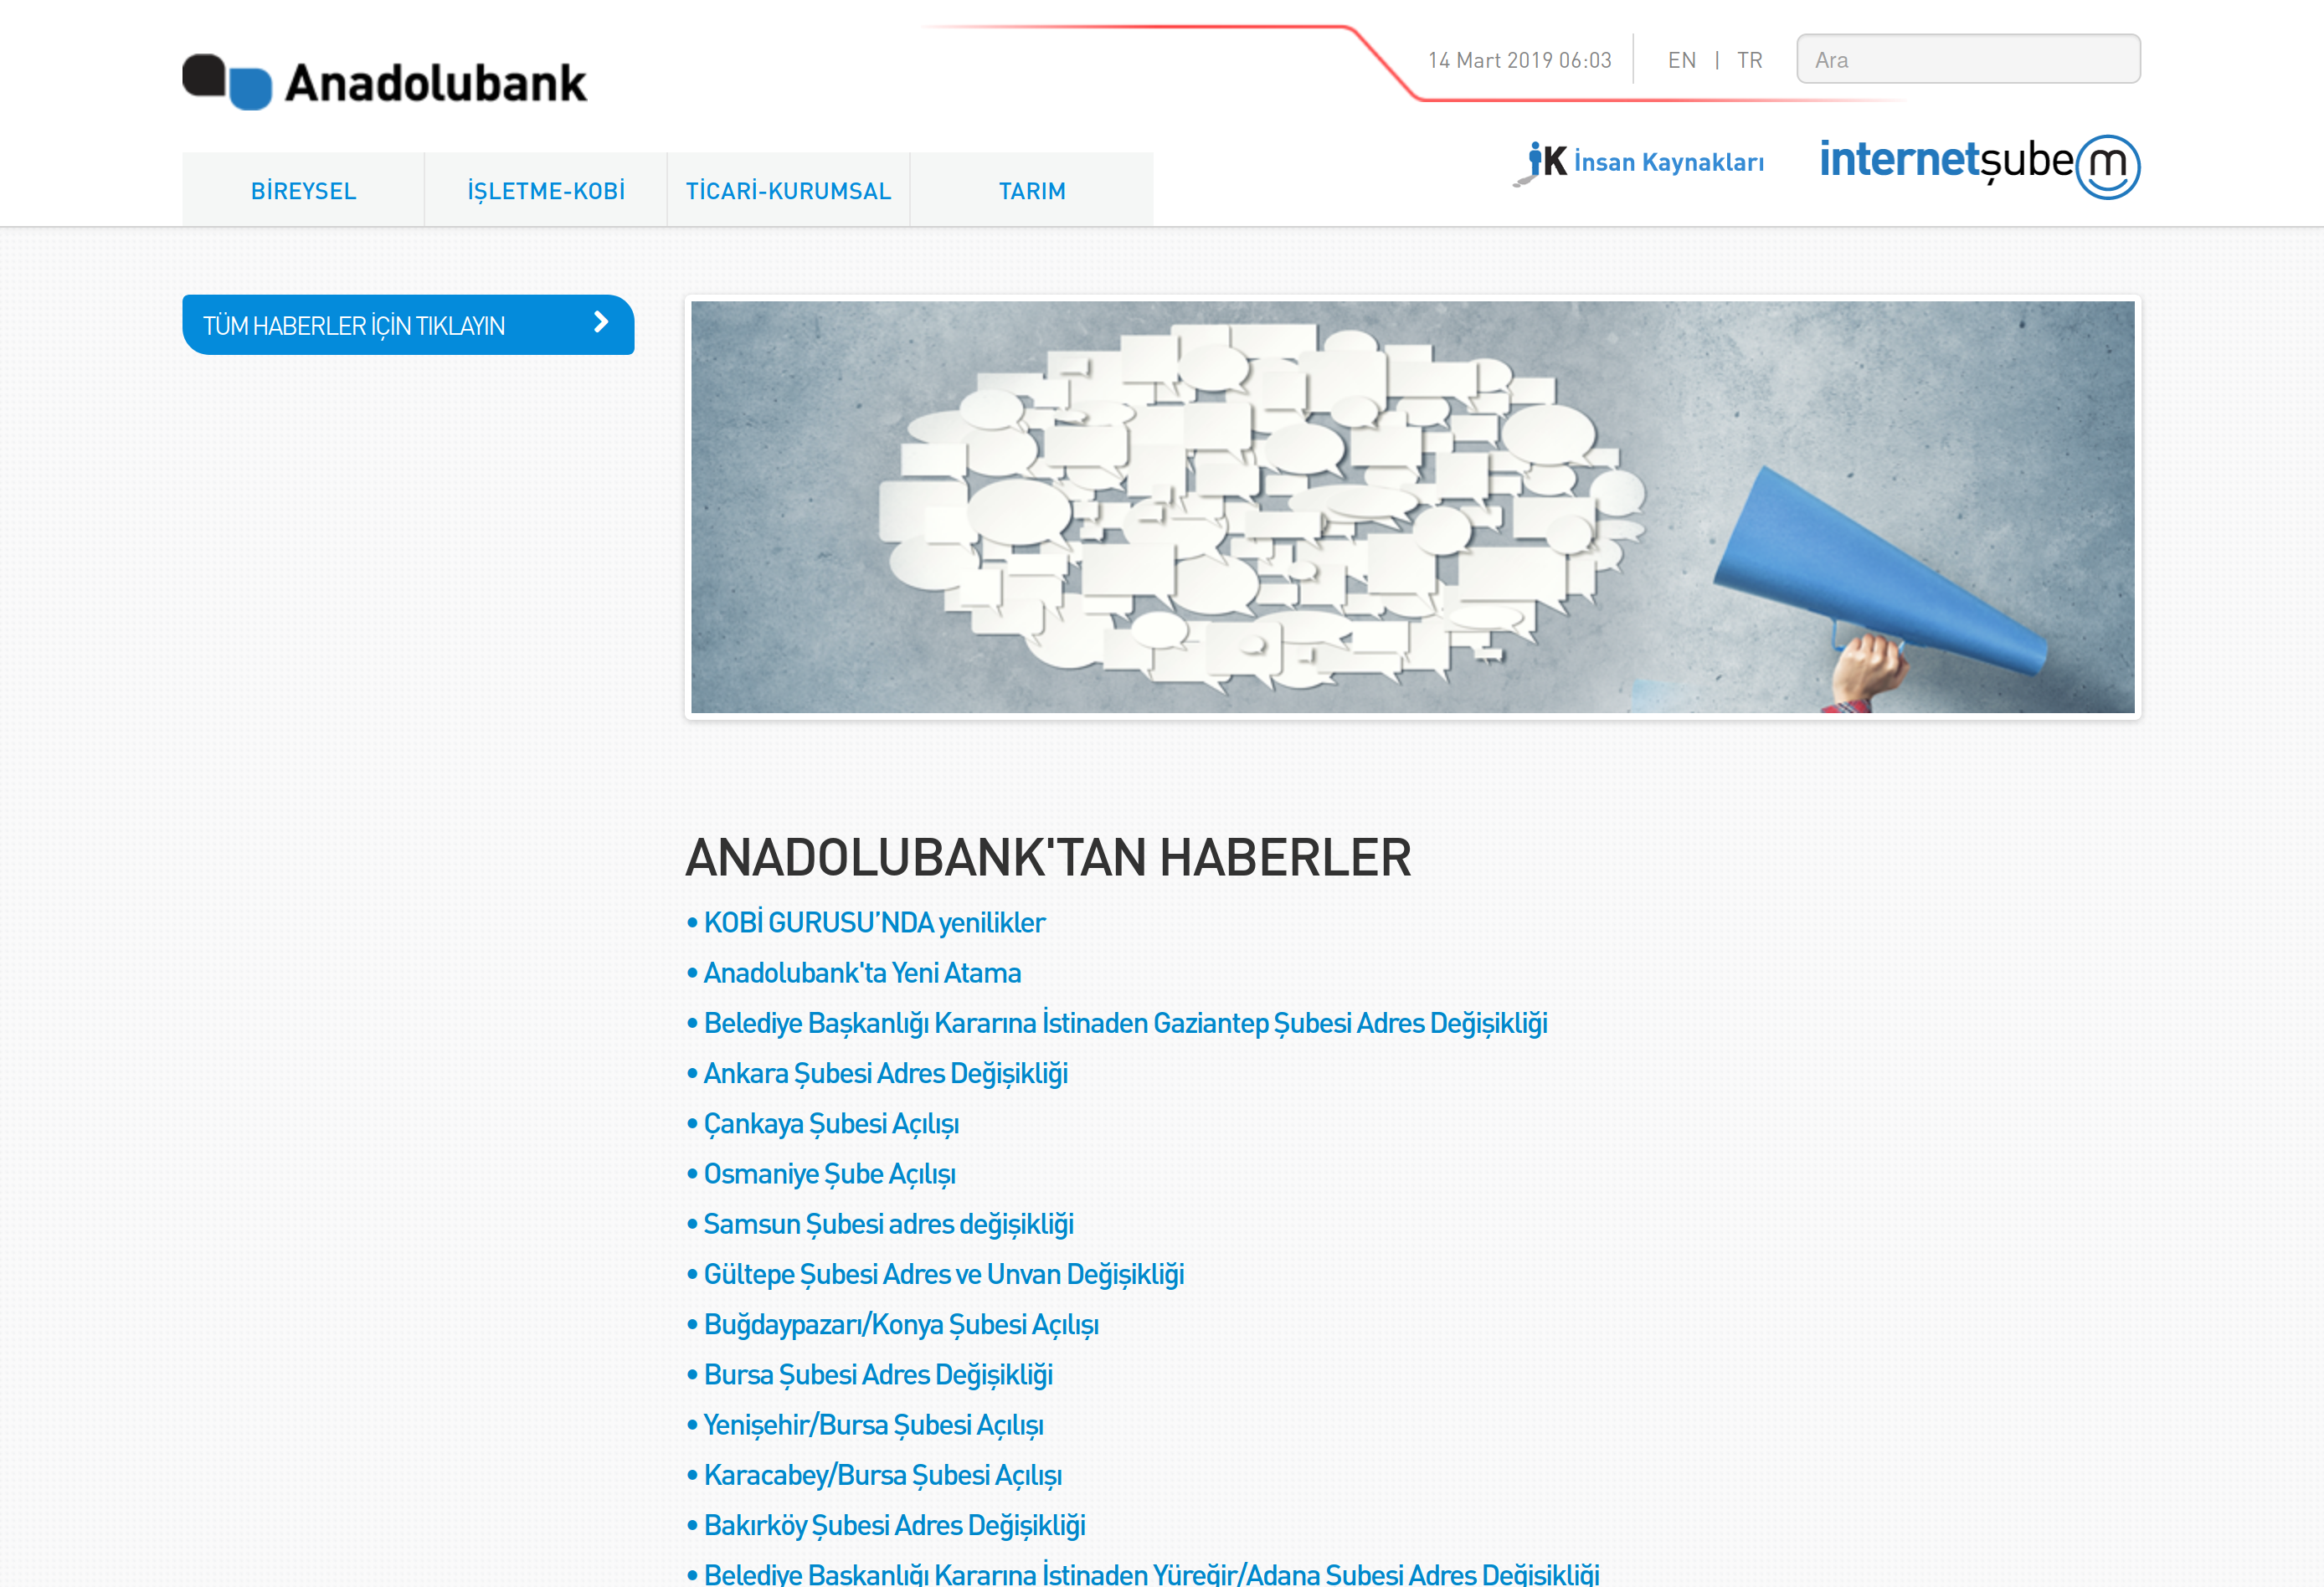 Anadolubank
14 Mart 2019 06:03
EN | TR
Ara
BİREYSEL
İŞLETME-KOBİ
TİCARİ-KURUMSAL
TARIM
iK İnsan Kaynakları
internetşubem
TÜM HABERLER İÇİN TIKLAYIN
ANADOLUBANK'TAN HABERLER
• KOBİ GURUSU’NDA yenilikler
• Anadolubank'ta Yeni Atama
• Belediye Başkanlığı Kararına İstinaden Gaziantep Şubesi Adres Değişikliği
• Ankara Şubesi Adres Değişikliği
• Çankaya Şubesi Açılışı
• Osmaniye Şube Açılışı
• Samsun Şubesi adres değişikliği
• Gültepe Şubesi Adres ve Unvan Değişikliği
• Buğdaypazarı/Konya Şubesi Açılışı
• Bursa Şubesi Adres Değişikliği
• Yenişehir/Bursa Şubesi Açılışı
• Karacabey/Bursa Şubesi Açılışı
• Bakırköy Şubesi Adres Değişikliği
• Belediye Başkanlığı Kararına İstinaden Yüreğir/Adana Şubesi Adres Değişikliği